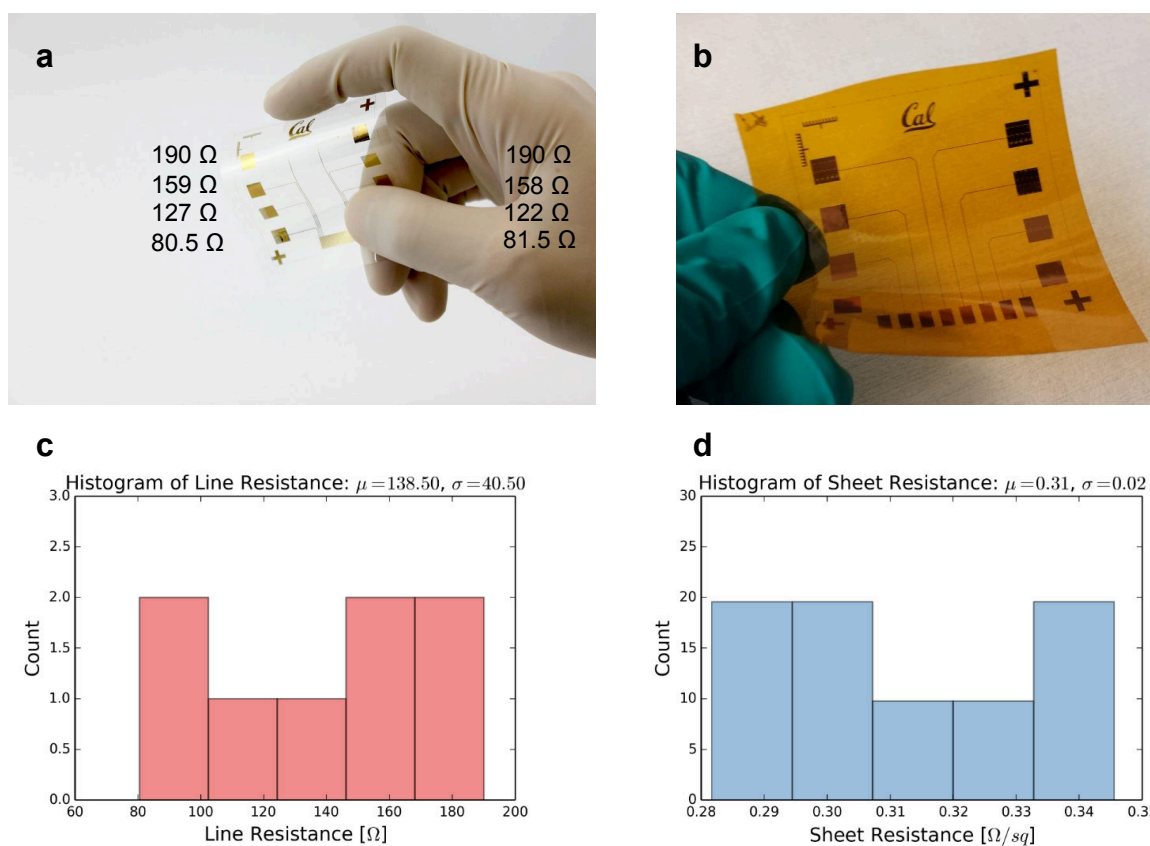 a
b
Cal
190 Ω
159 Ω
127 Ω
80.5 Ω
190 Ω
158 Ω
122 Ω
81.5 Ω
Cal
c
d
Histogram of Line Resistance: μ=138.50, σ=40.50
3.0
2.5
2.0
1.5
1.0
0.5
0.0
Count
60 80 100 120 140 160 180 200
Line Resistance [Ω]
Histogram of Sheet Resistance: μ=0.31, σ=0.02
30
25
20
15
10
5
0
Count
0.28 0.29 0.30 0.31 0.32 0.33 0.34 0.3
Sheet Resistance [Ω/sq]